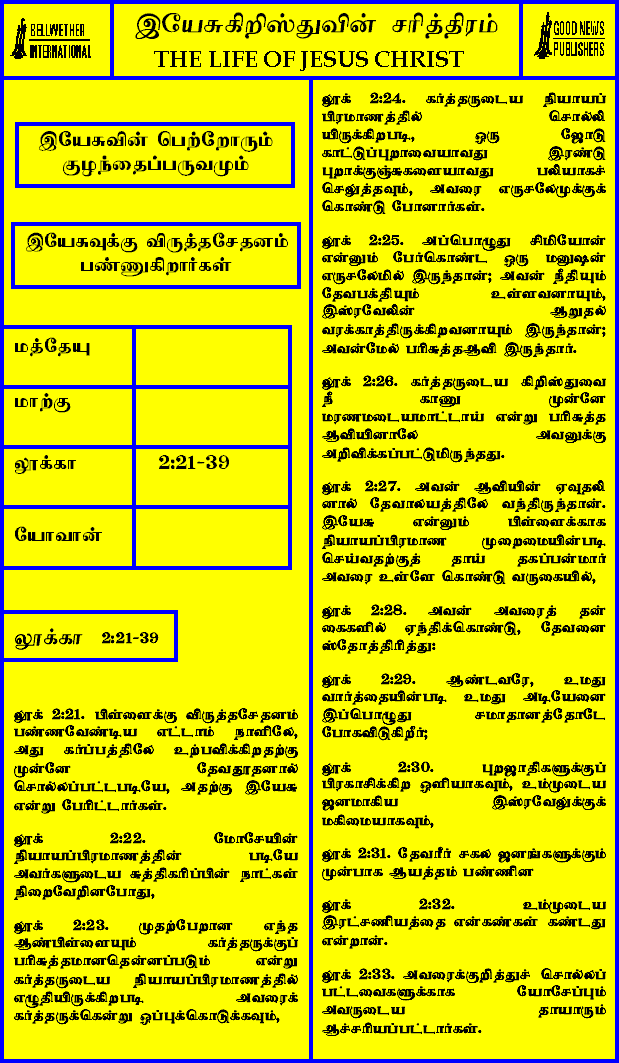 BELLWETHER
INTERNATIONAL
இயேசுகிறிஸ்துவின் சரித்திரம்
THE LIFE OF JESUS CHRIST
GOOD NEWS
PUBLISHERS
இயேசுவின் பெற்றோரும்
குழந்தைப்பருவமும்
இயேசுவுக்கு விருத்தசேதனம்
பண்ணுகிறார்கள்
மத்தேயு
மாற்கு
லூக்கா 2:21-39
யோவான்
லூக்கா 2:21-39
லூக் 2:21. பிள்ளைக்கு விருத்தசேதனம்
பண்ணவேண்டிய எட்டாம் நாளிலே,
அது கர்ப்பத்திலே உற்பவிக்கிறதற்கு
முன்னே தேவதூதனால்
சொல்லப்பட்டபடியே, அதற்கு இயேசு
என்று பேரிட்டார்கள்.
லூக் 2:22. மோசேயின்
நியாயப்பிரமாணத்தின் படியே
அவர்களுடைய சுத்திகரிப்பின் நாட்கள்
நிறைவேறினபோது,
லூக் 2:23. முதற்பேறான எந்த
ஆண்பிள்ளையும் கர்த்தருக்குப்
பரிசுத்தமானதென்னப்படும் என்று
கர்த்தருடைய நியாயப்பிரமாணத்தில்
எழுதியிருக்கிறபடி அவரைக்
கர்த்தருக்கென்று ஒப்புக்கொடுக்கவும்,
லூக் 2:24. கர்த்தருடைய நியாயப்
பிரமாணத்தில் சொல்லி
யிருக்கிறபடி, ஒரு ஜோடு
காட்டுப்புறாவையாவது இரண்டு
புறாக்குஞ்சுகளையாவது பலியாகச்
செலுத்தவும், அவரை எருசலேமுக்குக்
கொண்டு போனார்கள்.
லூக் 2:25. அப்பொழுது சிமியோன்
என்னும் பேர்கொண்ட ஒரு மனுஷன்
எருசலேமில் இருந்தான்; அவன் நீதியும்
தேவபக்தியும் உள்ளவனாயும்,
இஸ்ரவேலின் ஆறுதல்
வரக்காத்திருக்கிறவனாயும் இருந்தான்;
அவன்மேல் பரிசுத்தஆவி இருந்தார்.
லூக் 2:26. கர்த்தருடைய கிறிஸ்துவை
நீ காணு முன்னே
மரணமடையமாட்டாய் என்று பரிசுத்த
ஆவியினாலே அவனுக்கு
அறிவிக்கப்பட்டுமிருந்தது.
லூக் 2:27. அவன் ஆவியின் ஏவுதலி
னால் தேவாலயத்திலே வந்திருந்தான்.
இயேசு என்னும் பிள்ளைக்காக
நியாயப்பிரமாண முறைமையின்படி
செய்வதற்குத் தாய் தகப்பன்மார்
அவரை உள்ளே கொண்டு வருகையில்,
லூக் 2:28. அவன் அவரைத் தன்
கைகளில் ஏந்திக்கொண்டு, தேவனை
ஸ்தோத்திரித்து:
லூக் 2:29. ஆண்டவரே, உமது
வார்த்தையின்படி உமது அடியேனை
இப்பொழுது சமாதானத்தோடே
போகவிடுகிறீர்;
லூக் 2:30. புறஜாதிகளுக்குப்
பிரகாசிக்கிற ஒளியாகவும், உம்முடைய
ஜனமாகிய இஸ்ரவேலுக்குக்
மகிமையாகவும்,
லூக் 2:31. தேவரீர் சகல ஜனங்களுக்கும்
முன்பாக ஆயத்தம் பண்ணின
லூக் 2:32. உம்முடைய
இரட்சணியத்தை என்கண்கள் கண்டது
என்றான்.
லூக் 2:33. அவரைக்குறித்துச் சொல்லப்
பட்டவைகளுக்காக யோசேப்பும்
அவருடைய தாயாரும்
ஆச்சரியப்பட்டார்கள்.